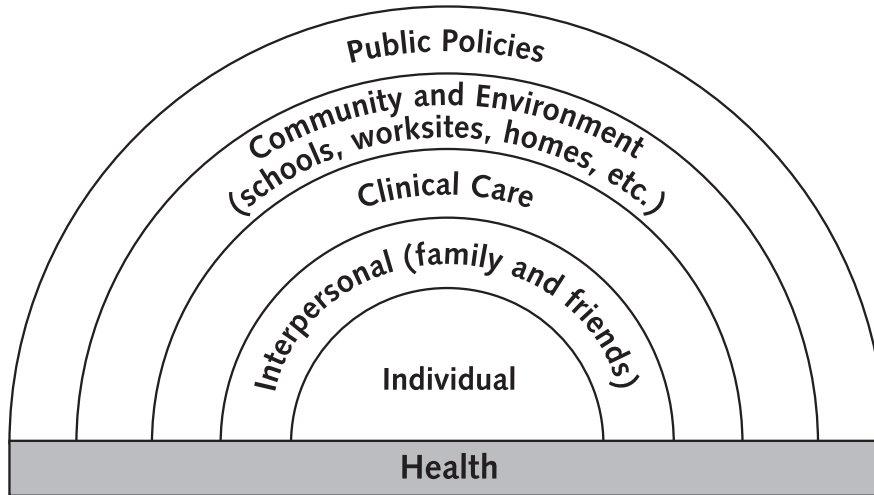 Public Policies
Community and Environment
(schools, worksites, homes, etc.)
Clinical Care
Interpersonal (family and friends)
Individual
Health